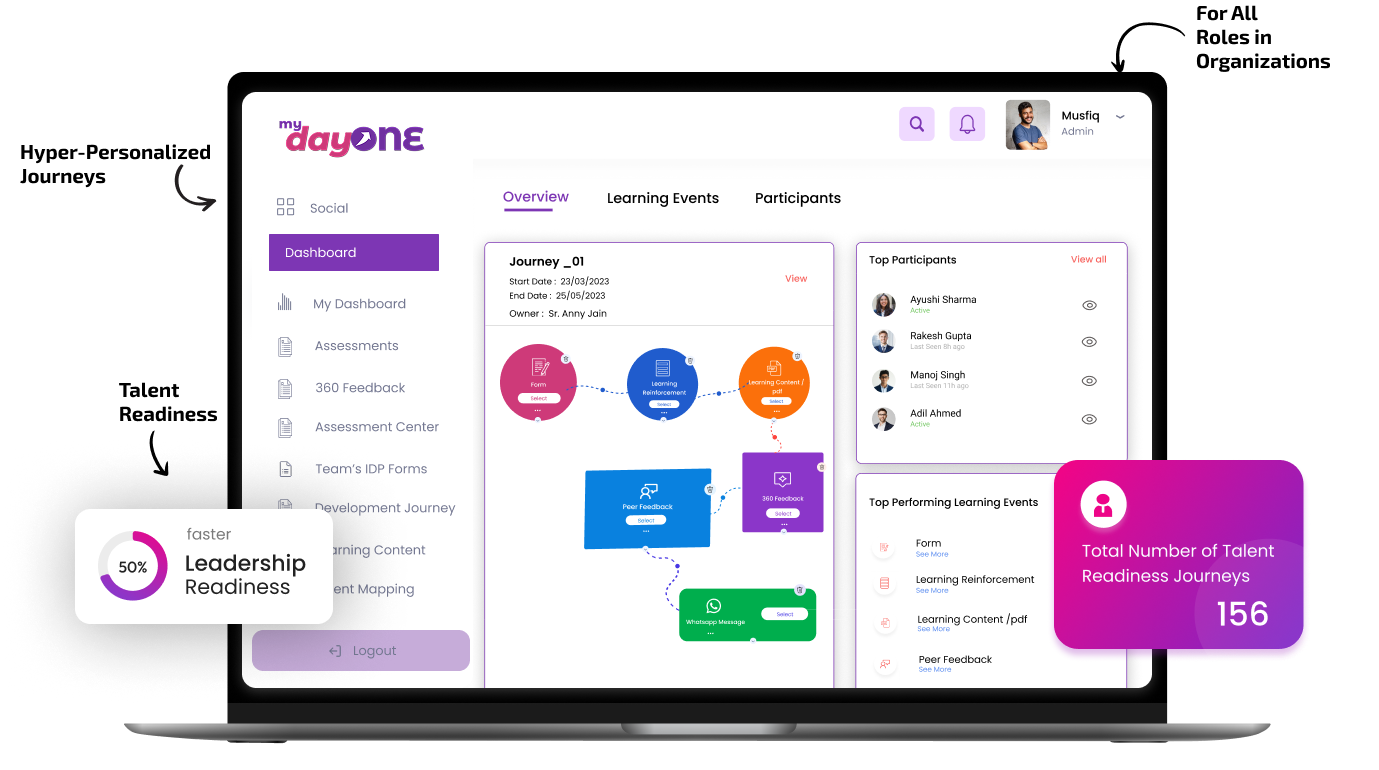 For All
Roles in
Organizations
Hyper-Personalized
Journeys
Talent
Readiness
my
dayONE
Musfiq
Admin
Social
Dashboard
My Dashboard
Assessments
360 Feedback
Assessment Center
Team's IDP Forms
Development Journey
arning Content
ent Mapping
Logout
50%
faster
Leadership
Readiness
Overview
Learning Events
Participants
Journey _01
Start Date : 23/03/2023
End Date : 25/05/2023
Owner : Sr. Anny Jain
View
Form
Select
Learning
Reinforcement
Select
Learning Content /
pdf
Select
Peer Feedback
Select
360 Feedback
Select
Whatsapp Message
Select
Top Participants
View all
Ayushi Sharma
Active
Rakesh Gupta
Last Seen 8h ago
Manoj Singh
Last Seen 11h ago
Adil Ahmed
Active
Top Performing Learning Events
Form
See More
Learning Reinforcement
See More
Learning Content /pdf
See More
Peer Feedback
See More
Total Number of Talent
Readiness Journeys
156